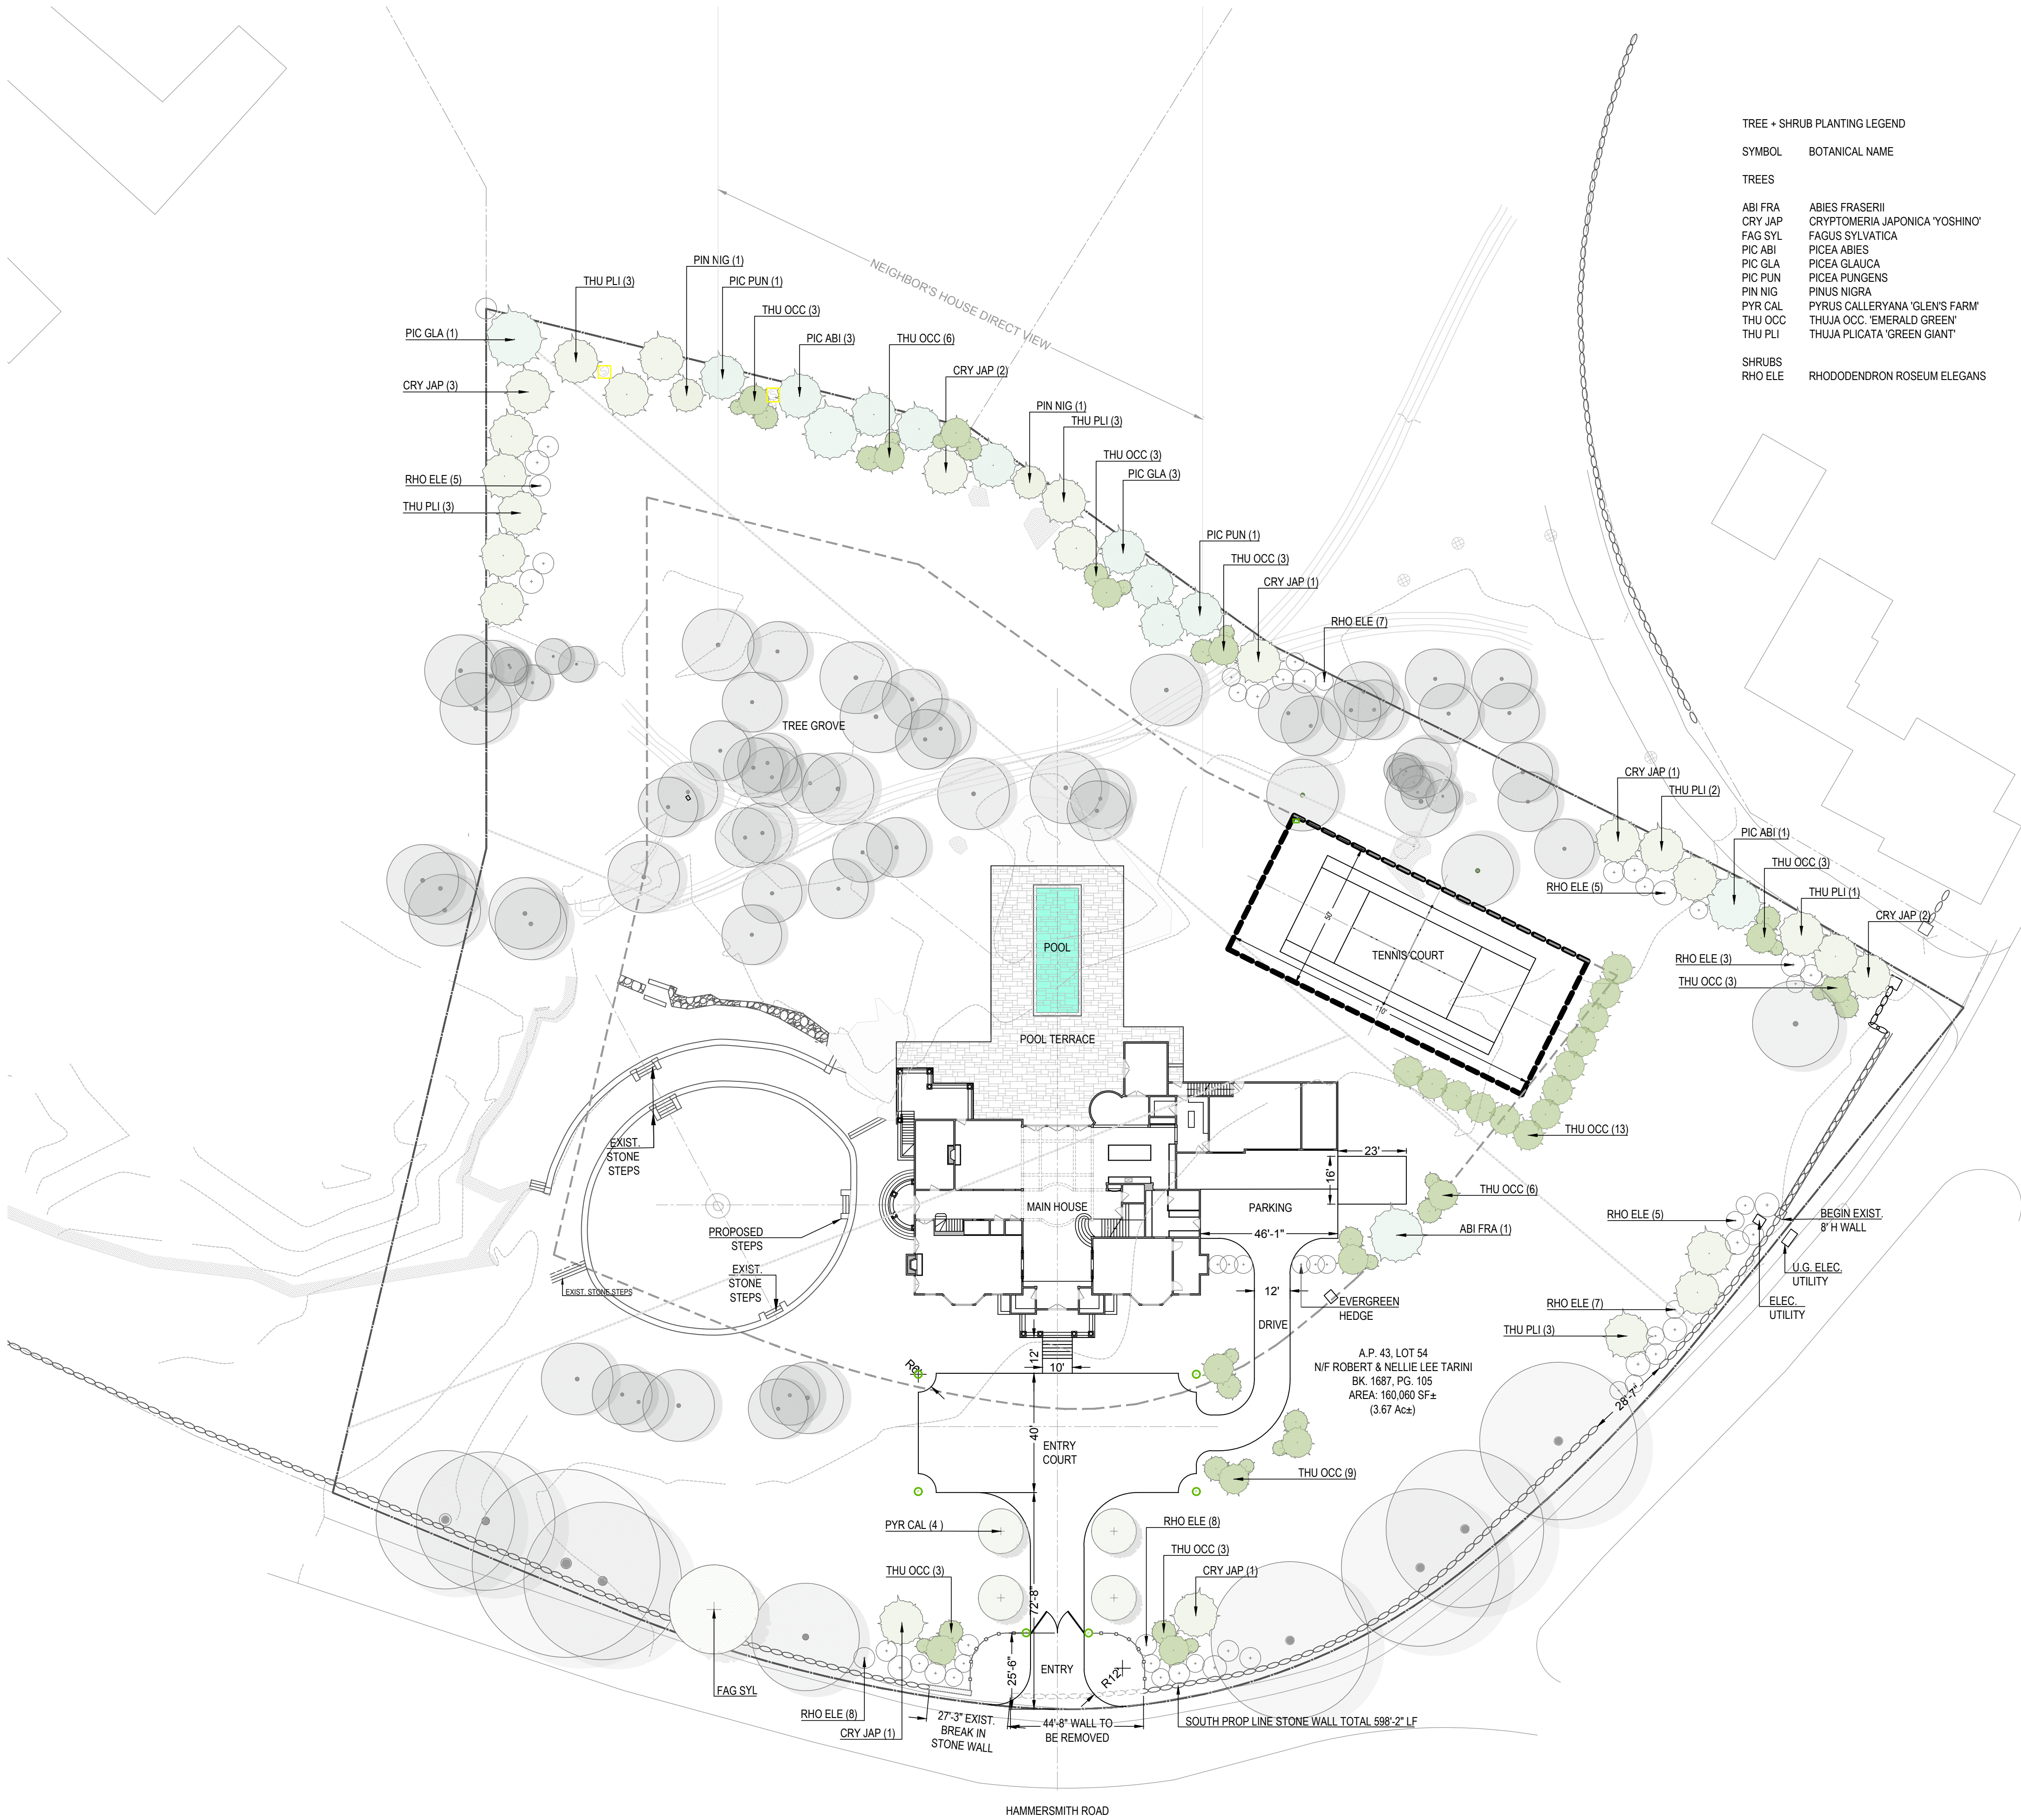 TREE + SHRUB PLANTING LEGEND
SYMBOL BOTANICAL NAME
TREES
ABI FRA ABIES FRASERII
CRY JAP CRYPTOMERIA JAPONICA 'YOSHINO'
FAG SYL FAGUS SYLVATICA
PIC ABI PICEA ABIES
PIC GLA PICEA GLAUCA
PIC PUN PICEA PUNGENS
PIN NIG PINUS NIGRA
PYR CAL PYRUS CALLERYANA 'GLEN'S FARM'
THU OCC THUJA OCC. 'EMERALD GREEN'
THU PLI THUJA PLICATA 'GREEN GIANT'
SHRUBS
RHO ELE RHODODENDRON ROSEUM ELEGANS
NEIGHBOR'S HOUSE DIRECT VIEW
PIN NIG (1)
THU PLI (3)
PIC PUN (1)
THU OCC (3)
PIC GLA (1)
PIC ABI (3)
THU OCC (6)
CRY JAP (3)
CRY JAP (2)
PIN NIG (1)
THU PLI (3)
THU OCC (3)
PIC GLA (3)
RHO ELE (5)
THU PLI (3)
PIC PUN (1)
THU OCC (3)
CRY JAP (1)
RHO ELE (7)
TREE GROVE
CRY JAP (1)
THU PLI (2)
PIC ABI (1)
THU OCC (3)
RHO ELE (5)
THU PLI (1)
CRY JAP (2)
RHO ELE (3)
THU OCC (3)
POOL
50'
TENNIS COURT
110'
POOL TERRACE
THU OCC (13)
EXIST.
STONE
STEPS
23'
16'
THU OCC (6)
MAIN HOUSE
PARKING
RHO ELE (5)
BEGIN EXIST.
8' H WALL
PROPOSED
STEPS
46'-1"
ABI FRA (1)
EXIST.
STONE
STEPS
EXIST. STONE STEPS
U.G. ELEC.
UTILITY
12'
EVERGREEN
HEDGE
RHO ELE (7)
ELEC.
UTILITY
DRIVE
THU PLI (3)
12'
10'
R6'
A.P. 43, LOT 54
N/F ROBERT & NELLIE LEE TARINI
BK. 1687, PG. 105
AREA: 160,060 SF±
(3.67 Ac±)
28'-7"
40'
ENTRY
COURT
THU OCC (9)
PYR CAL (4 )
RHO ELE (8)
THU OCC (3)
THU OCC (3)
CRY JAP (1)
72'-8"
25'-6"
ENTRY
R12'
FAG SYL
RHO ELE (8)
CRY JAP (1)
27'-3" EXIST.
BREAK IN
STONE WALL
44'-8" WALL TO
BE REMOVED
SOUTH PROP LINE STONE WALL TOTAL 598'-2" LF
HAMMERSMITH ROAD